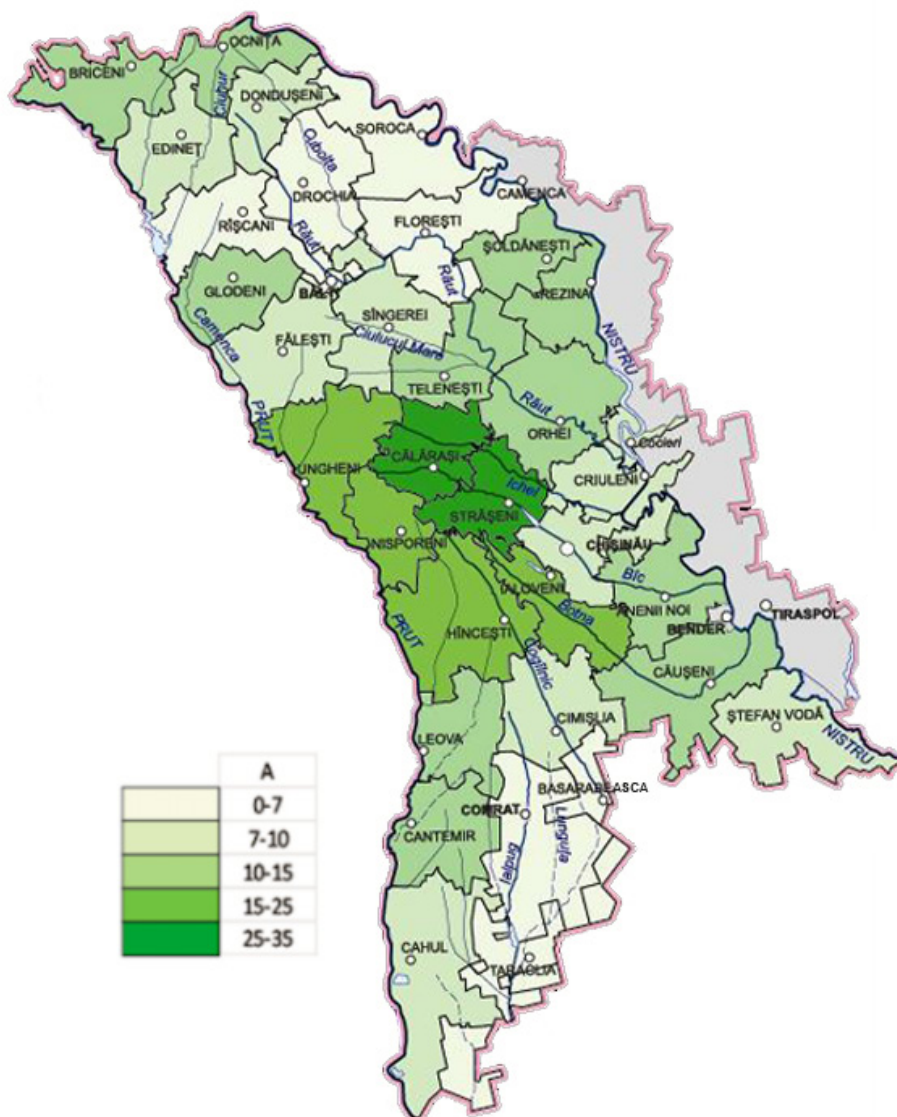 OCNIȚA
BRICENI
DONDUȘENI
Ciuhur
EDINEȚ
SOROCA
Cubolta
CAMENCA
DROCHIA
RÎȘCANI
FLOREȘTI
Răut
ȘOLDĂNEȘTI
Răut
GLODENI
REZINA
SÎNGEREI
Camenca
FĂLEȘTI
Ciulucul Mare
NISTRU
TELENEȘTI
Răut
PRUT
ORHEI
Cocieri
UNGHENI
CĂLĂRAȘI
Ichel
CRIULENI
STRĂȘENI
NISPORENI
CHIȘINĂU
Bîc
IALOVENI
ANENII NOI
Botna
TIRASPOL
HÎNCEȘTI
BENDER
PRUT
Cogîlnic
CĂUȘENI
CIMIȘLIA
ȘTEFAN VODĂ
LEOVA
NISTRU
A
0-7
7-10
10-15
15-25
25-35
BASARABEASCA
COMRAT
CANTEMIR
Lunguța
Ialpug
CAHUL
TARACLIA